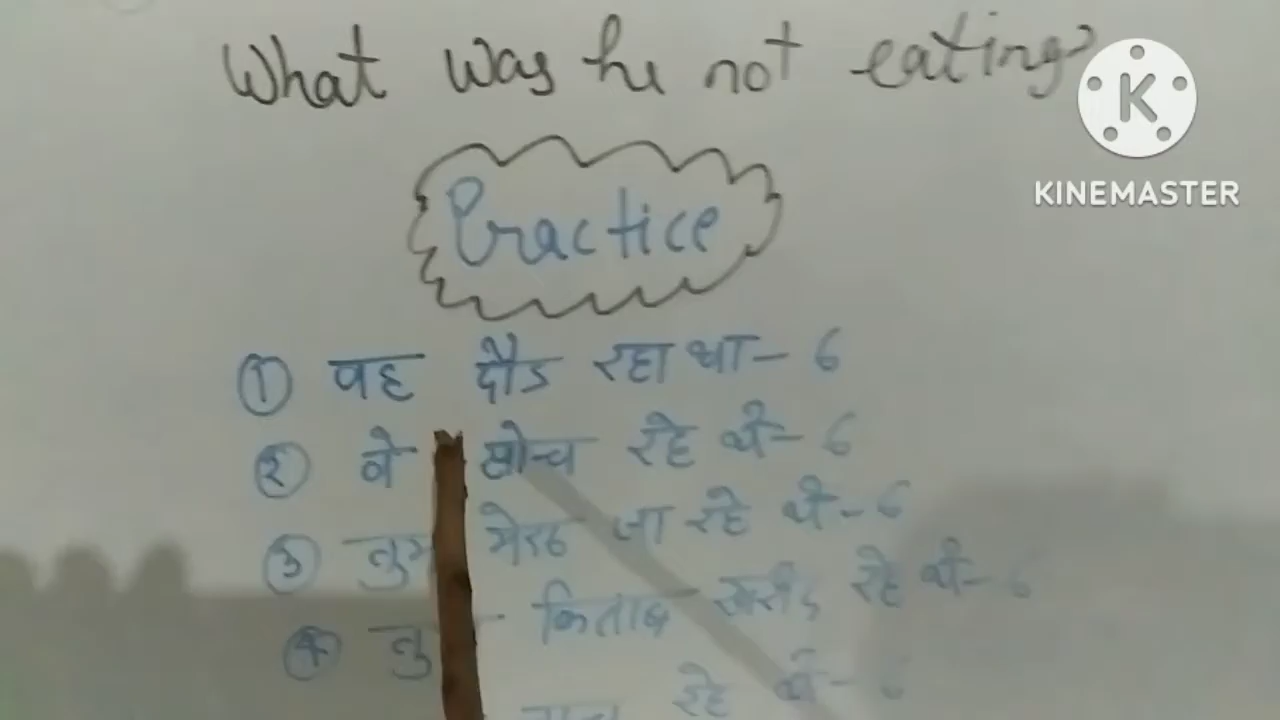 What was he not eating?
KINEMASTER
Practice
① वह दौड रहा था - 6
② वे सोच रहे थे - 6
③ तुम मेरठ जा रहे थे - 6
④ किताब खरीद रहे थे - 6
रहे थे - 6